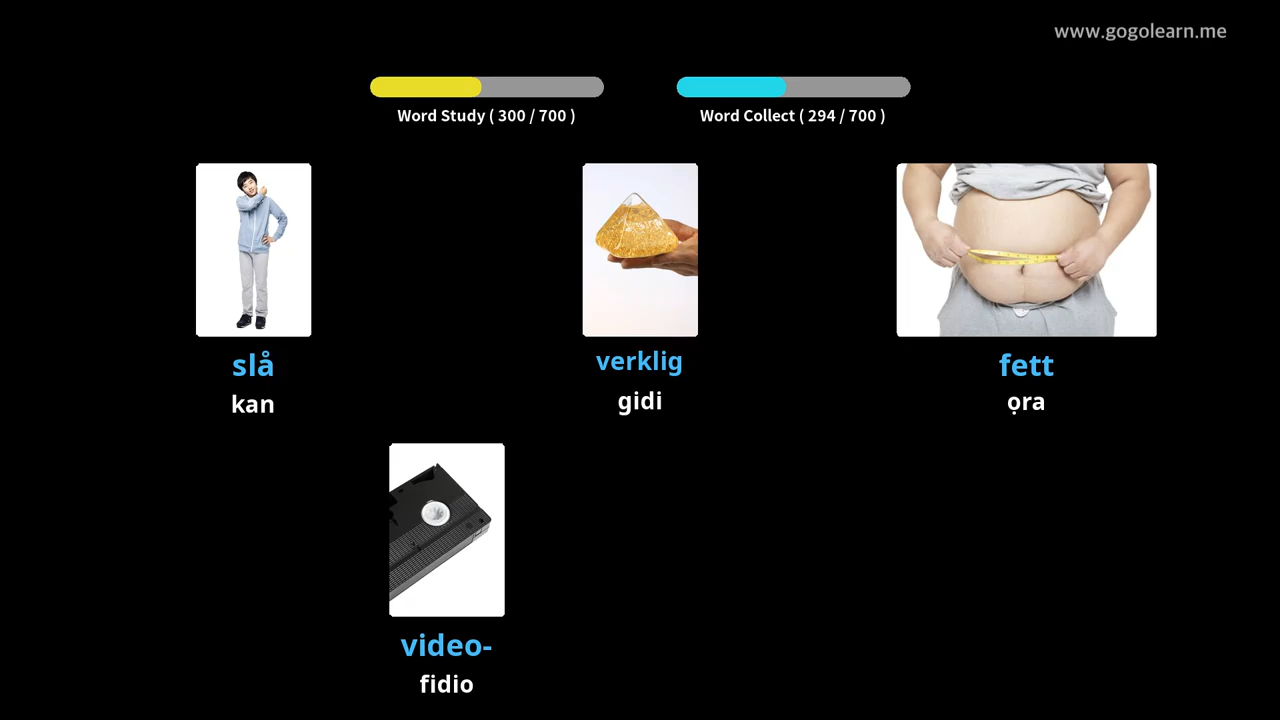 www.gogolearn.me
Word Study ( 300 / 700 )
Word Collect ( 294 / 700 )
slå
kan
verklig
gidi
fett
ọra
video-
fidio